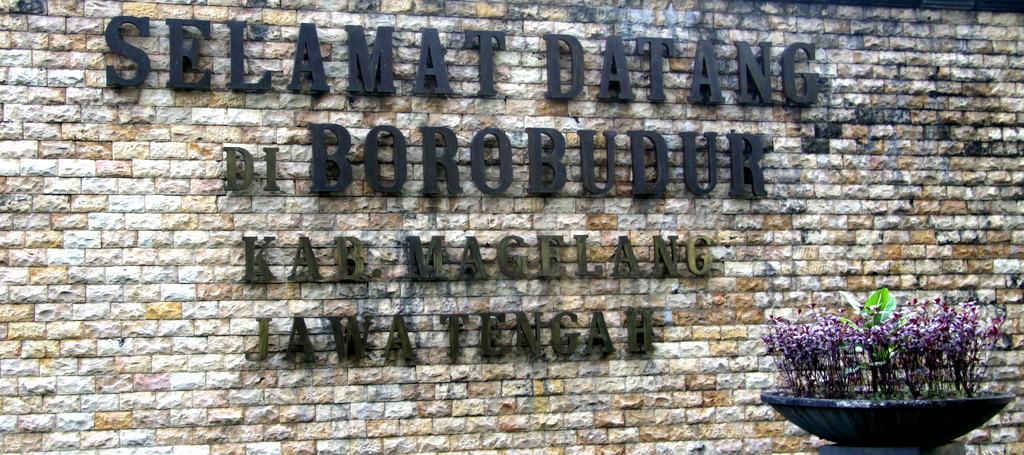 SELAMAT DATANG
DI BOROBUDUR
KAB. MAGELANG
JAWA TENGAH